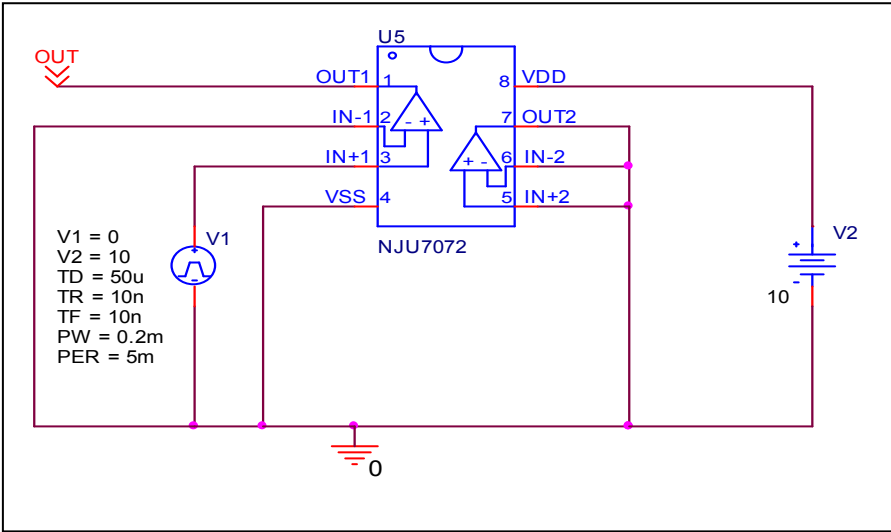 U5
OUT
OUT1 1
8 VDD
IN-1 2
7 OUT2
- +
IN+1 3
+ -
6 IN-2
VSS 4
5 IN+2
NJU7072
V1 = 0
V2 = 10
TD = 50u
TR = 10n
TF = 10n
PW = 0.2m
PER = 5m
V1
+
-
V2
+
-
10
0